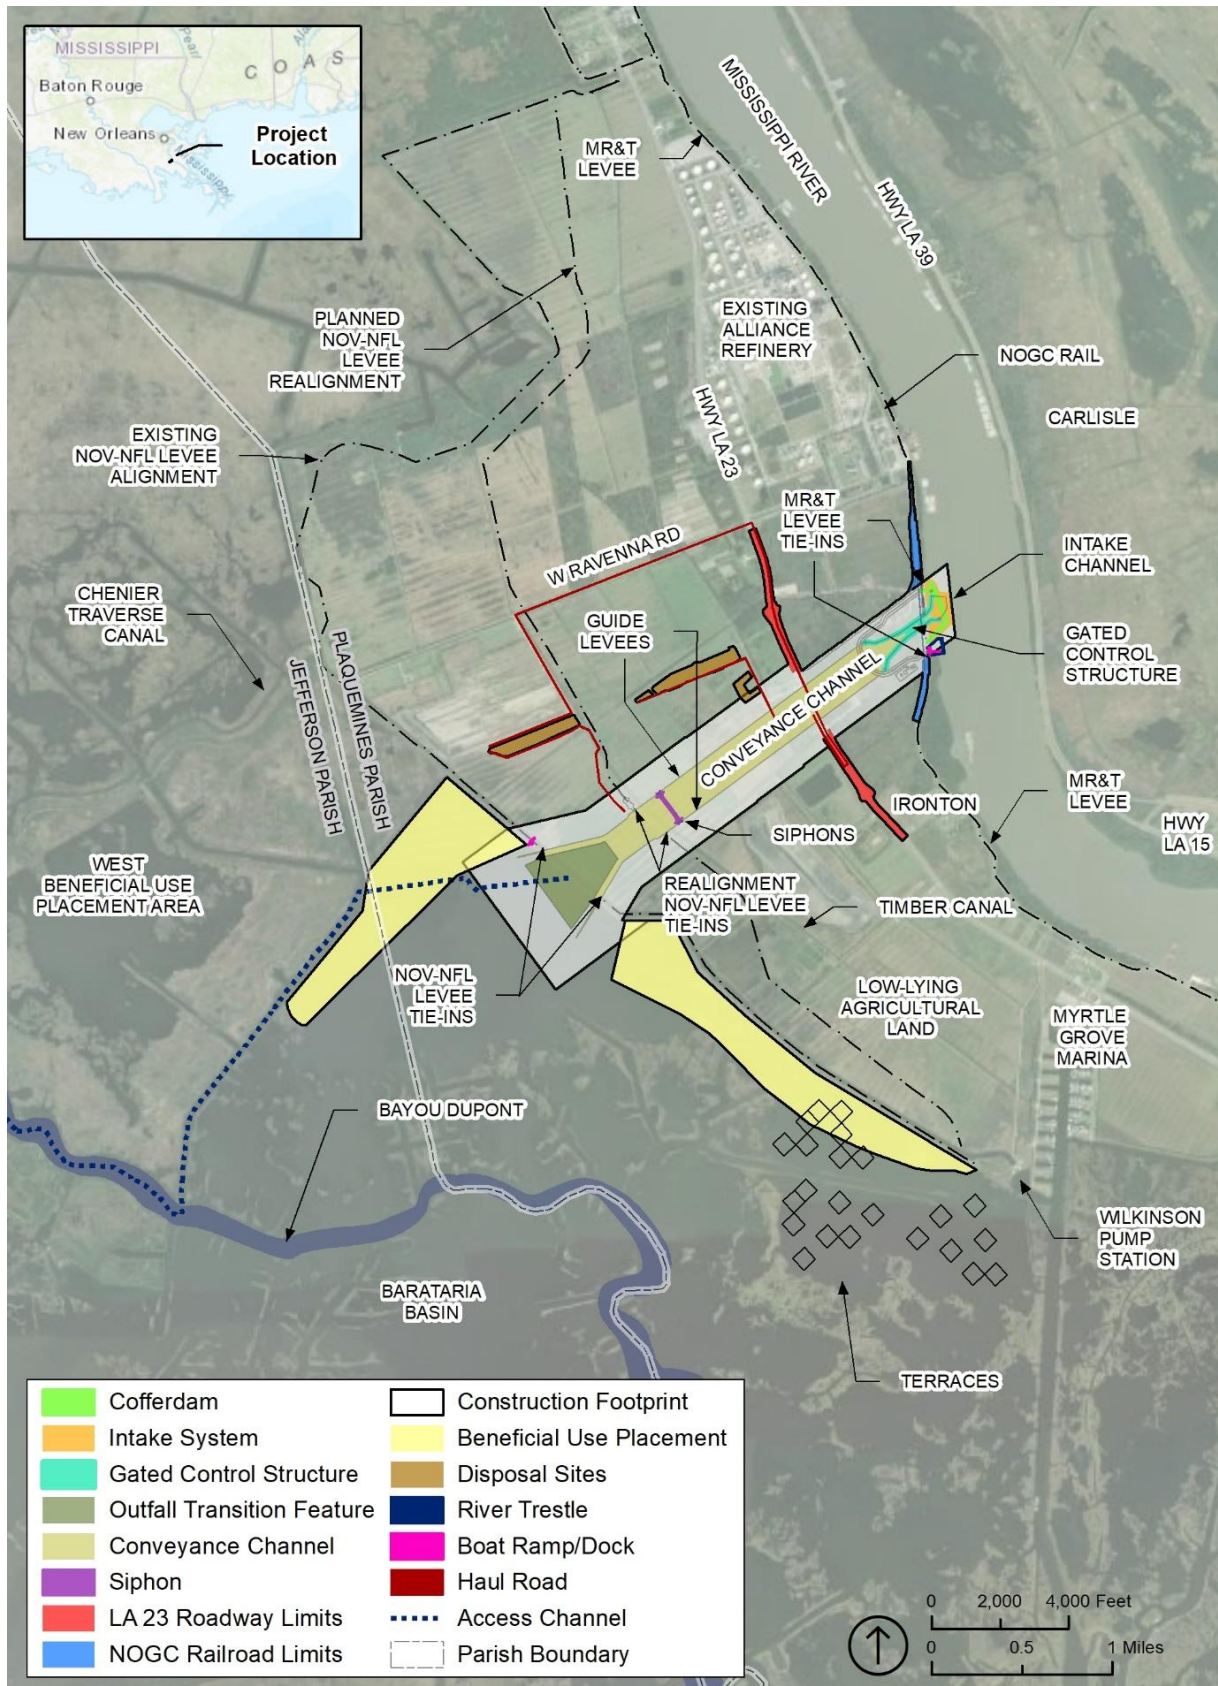 MISSISSIPPI
Pearl
COAS
Baton Rouge
New Orleans
Mississippi
Project
Location
MISSISSIPPI RIVER
HWY LA 39
MR&T
LEVEE
PLANNED
NOV-NFL
LEVEE
REALIGNMENT
EXISTING
ALLIANCE
REFINERY
NOGC RAIL
HWY LA 23
CARLISLE
EXISTING
NOV-NFL LEVEE
ALIGNMENT
MR&T
LEVEE
TIE-INS
INTAKE
CHANNEL
W RAVENNA RD
CHENIER
TRAVERSE
CANAL
GUIDE
LEVEES
GATED
CONTROL
STRUCTURE
PLAQUEMINES PARISH
JEFFERSON PARISH
CONVEYANCE CHANNEL
MR&T
LEVEE
IRONTON
HWY
LA 15
SIPHONS
WEST
BENEFICIAL USE
PLACEMENT AREA
REALIGNMENT
NOV-NFL LEVEE
TIE-INS
TIMBER CANAL
NOV-NFL
LEVEE
TIE-INS
LOW-LYING
AGRICULTURAL
LAND
MYRTLE
GROVE
MARINA
BAYOU DUPONT
WILKINSON
PUMP
STATION
BARATARIA
BASIN
TERRACES
Cofferdam
Intake System
Gated Control Structure
Outfall Transition Feature
Conveyance Channel
Siphon
LA 23 Roadway Limits
NOGC Railroad Limits
Construction Footprint
Beneficial Use Placement
Disposal Sites
River Trestle
Boat Ramp/Dock
Haul Road
Access Channel
Parish Boundary
0 2,000 4,000 Feet
0 0.5 1 Miles